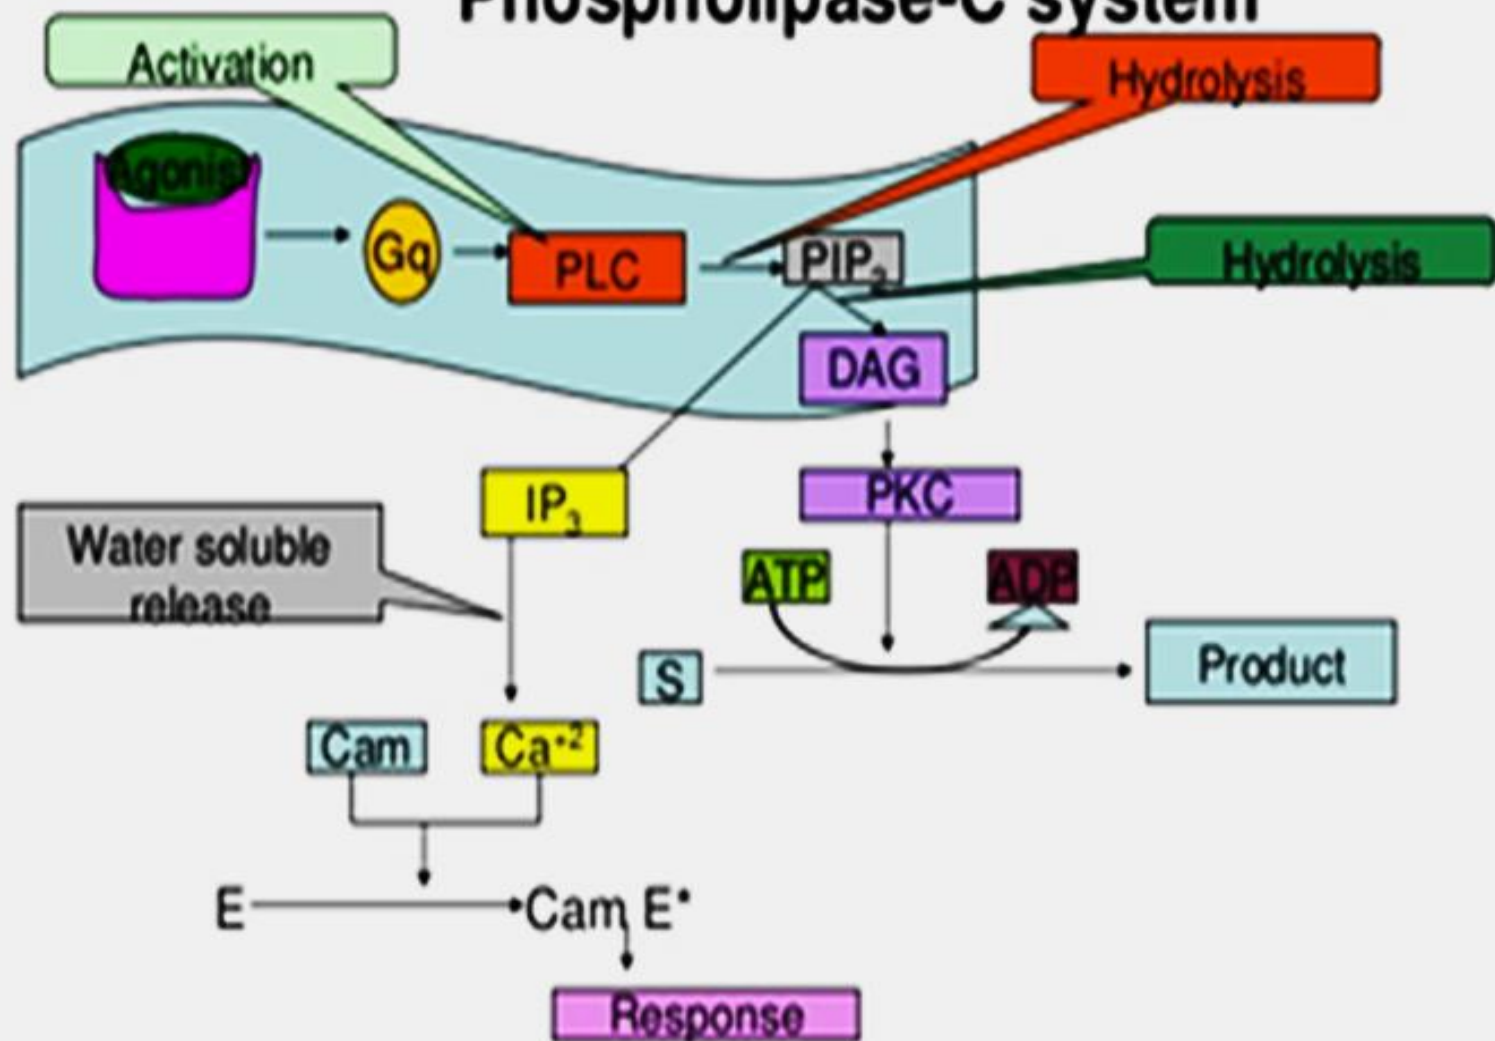 Phospholipase-C system
Activation
Hydrolysis
Agonist
Gq
PLC
PIP₂
Hydrolysis
DAG
IP₃
PKC
Water soluble
release
ATP
ADP
S
Product
Cam
Ca⁺²
E
Cam E*
Response